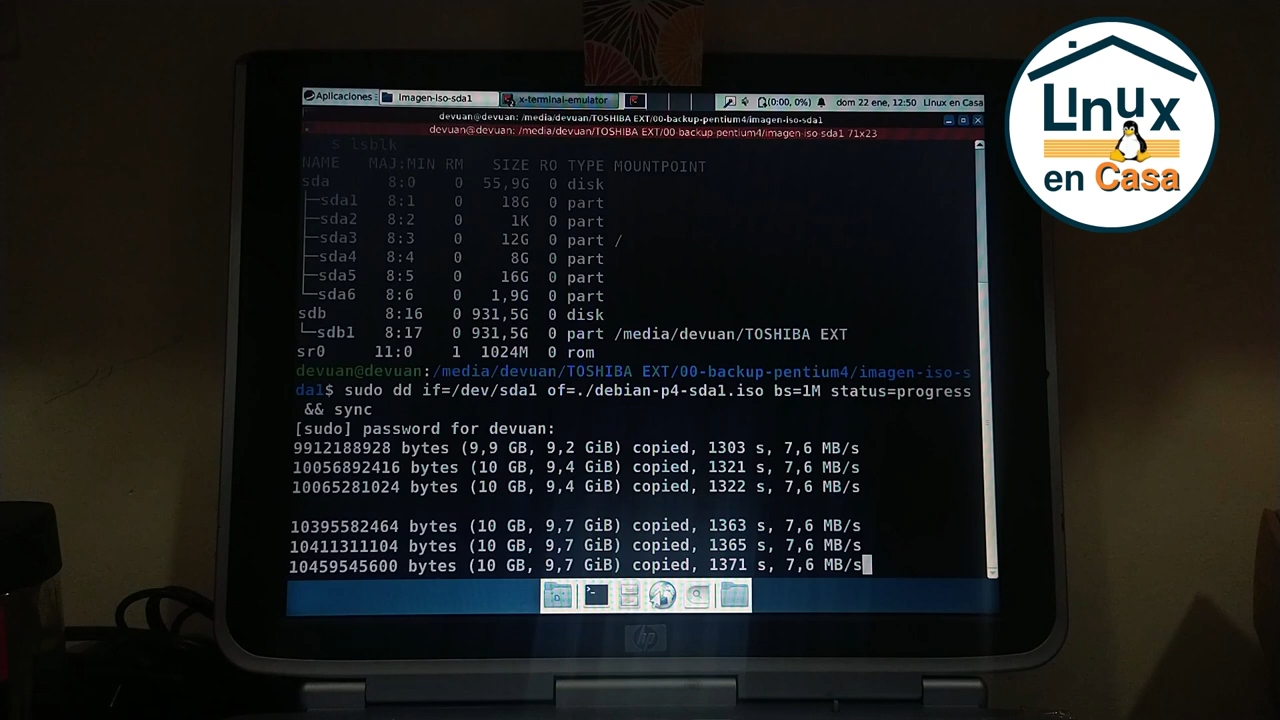 Aplicaciones
imagen-iso-sda1
x-terminal-emulator
(0:00, 0%)
dom 22 ene, 12:50
Linux en Casa
devuan@devuan: /media/devuan/TOSHIBA EXT/00-backup-pentium4/imagen-iso-sda1
devuan@devuan: /media/devuan/TOSHIBA EXT/00-backup-pentium4/imagen-iso-sda1 71x23
$ lsblk
NAME MAJ:MIN RM SIZE RO TYPE MOUNTPOINT
sda 8:0 0 55,9G 0 disk
├─sda1 8:1 0 18G 0 part
├─sda2 8:2 0 1K 0 part
├─sda3 8:3 0 12G 0 part /
├─sda4 8:4 0 8G 0 part
├─sda5 8:5 0 16G 0 part
└─sda6 8:6 0 1,9G 0 part
sdb 8:16 0 931,5G 0 disk
└─sdb1 8:17 0 931,5G 0 part /media/devuan/TOSHIBA EXT
sr0 11:0 1 1024M 0 rom
devuan@devuan:/media/devuan/TOSHIBA EXT/00-backup-pentium4/imagen-iso-s
da1$ sudo dd if=/dev/sda1 of=./debian-p4-sda1.iso bs=1M status=progress
&& sync
[sudo] password for devuan:
9912188928 bytes (9,9 GB, 9,2 GiB) copied, 1303 s, 7,6 MB/s
10056892416 bytes (10 GB, 9,4 GiB) copied, 1321 s, 7,6 MB/s
10065281024 bytes (10 GB, 9,4 GiB) copied, 1322 s, 7,6 MB/s
10395582464 bytes (10 GB, 9,7 GiB) copied, 1363 s, 7,6 MB/s
10411311104 bytes (10 GB, 9,7 GiB) copied, 1365 s, 7,6 MB/s
10459545600 bytes (10 GB, 9,7 GiB) copied, 1371 s, 7,6 MB/s
hp
Linux
en Casa